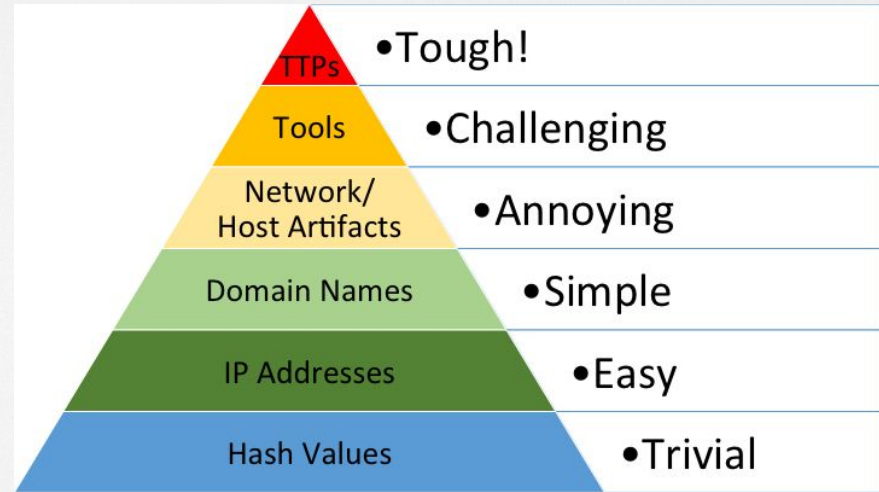 TTPs
•Tough!
Tools
•Challenging
Network/
Host Artifacts
•Annoying
Domain Names
•Simple
IP Addresses
•Easy
Hash Values
•Trivial